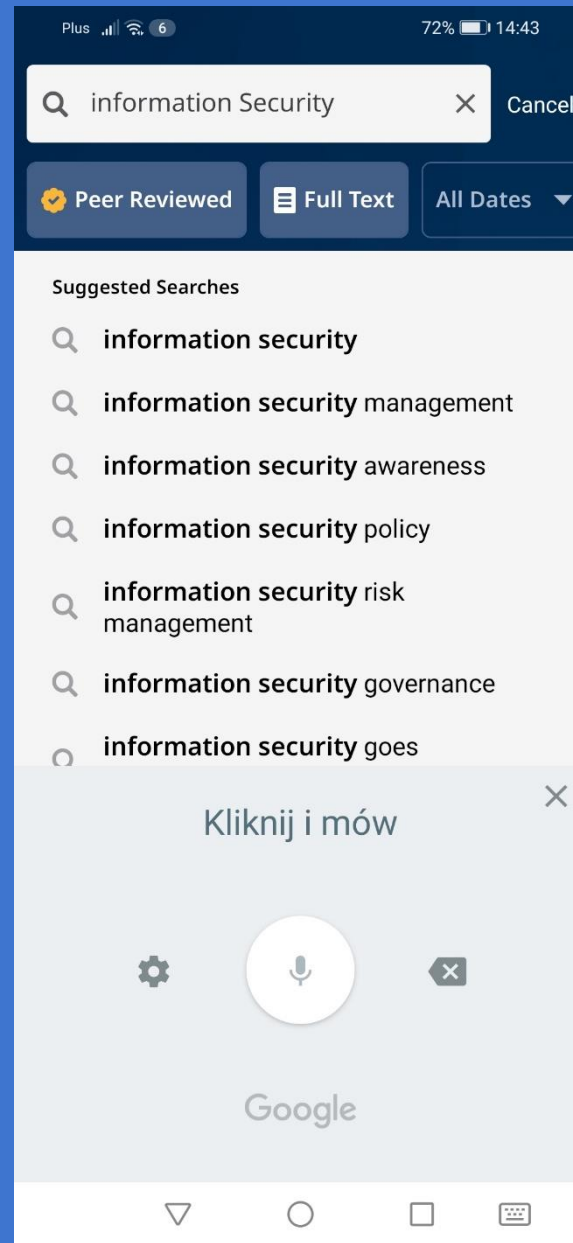 Plus 6 72% 14:43
information Security Cancel
Peer Reviewed Full Text All Dates
Suggested Searches
information security
information security management
information security awareness
information security policy
information security risk
management
information security governance
information security goes
Kliknij i mów
Google